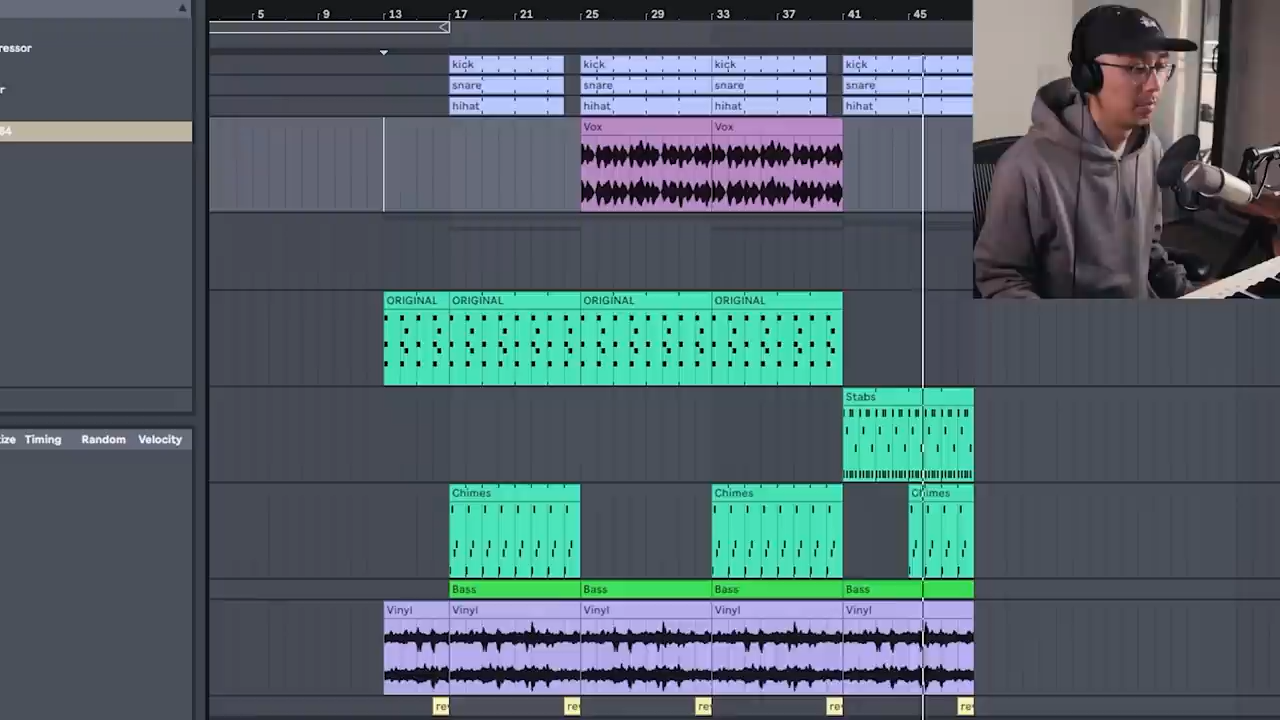 5 9 13 17 21 25 29 33 37 41 45
ressor
r
84
kick kick kick kick
snare snare snare snare
hihat hihat hihat hihat
Vox Vox
ORIGINAL ORIGINAL ORIGINAL ORIGINAL
Stabs
ize Timing Random Velocity
Chimes Chimes Chimes
Bass Bass Bass Bass
Vinyl Vinyl Vinyl Vinyl Vinyl
re re re re re